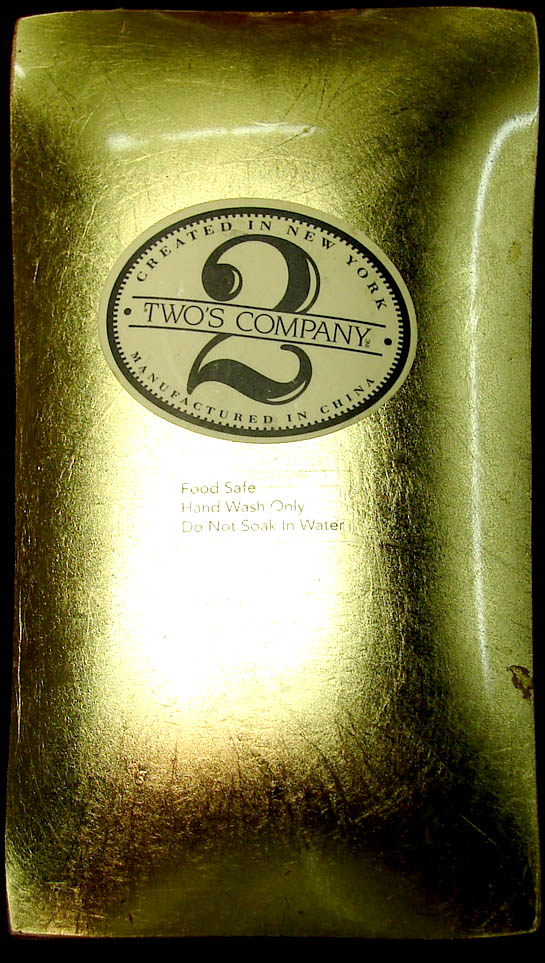 CREATED IN NEW YORK
2
TWO'S COMPANY
MANUFACTURED IN CHINA
Food Safe
Hand Wash Only
Do Not Soak In Water